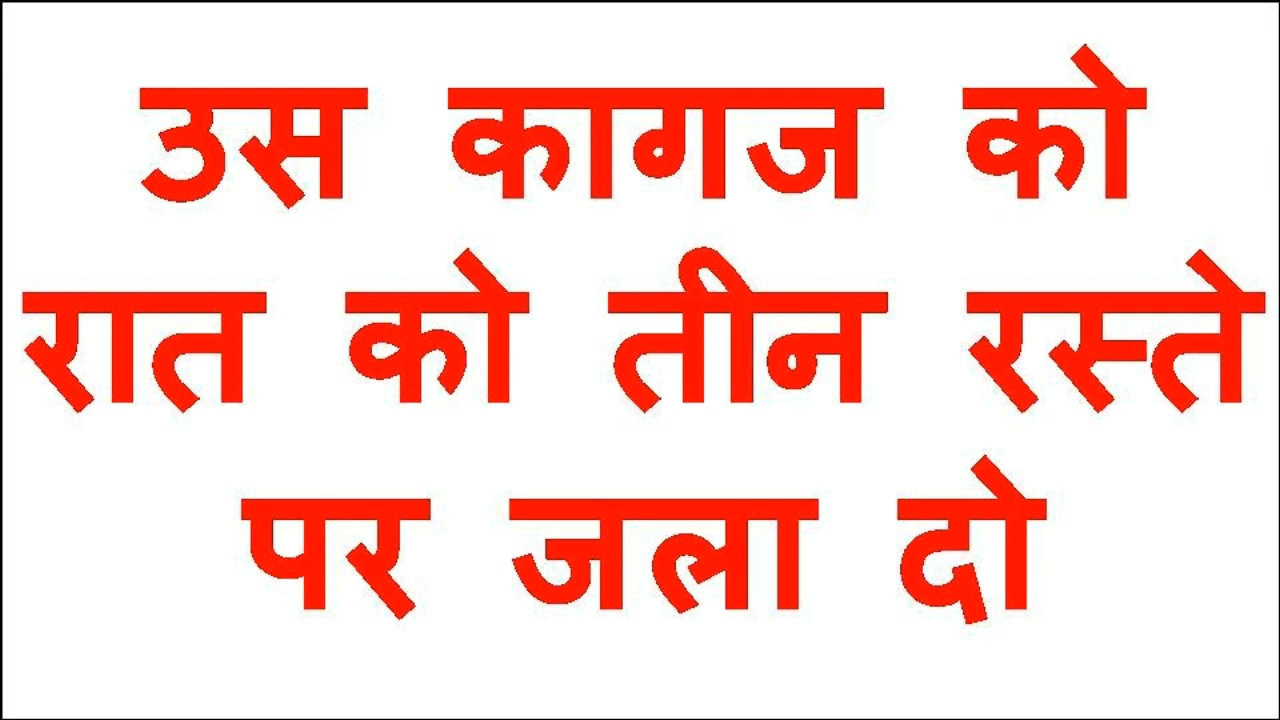 उस कागज को
रात को तीन रस्ते
पर जला दो